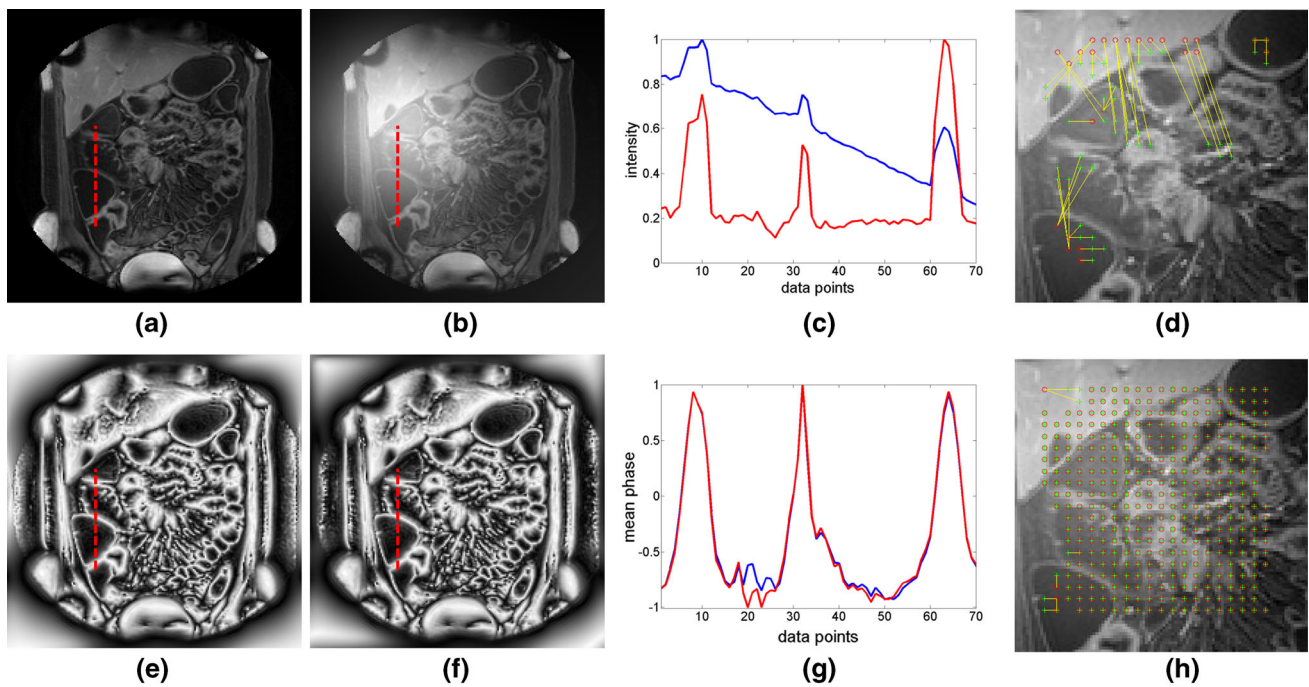 1
0.8
0.6
0.4
0.2
0
intensity
10 20 30 40 50 60 70
data points
(a) (b) (c) (d)
1
0.5
0
-0.5
-1
mean phase
10 20 30 40 50 60 70
data points
(e) (f) (g) (h)